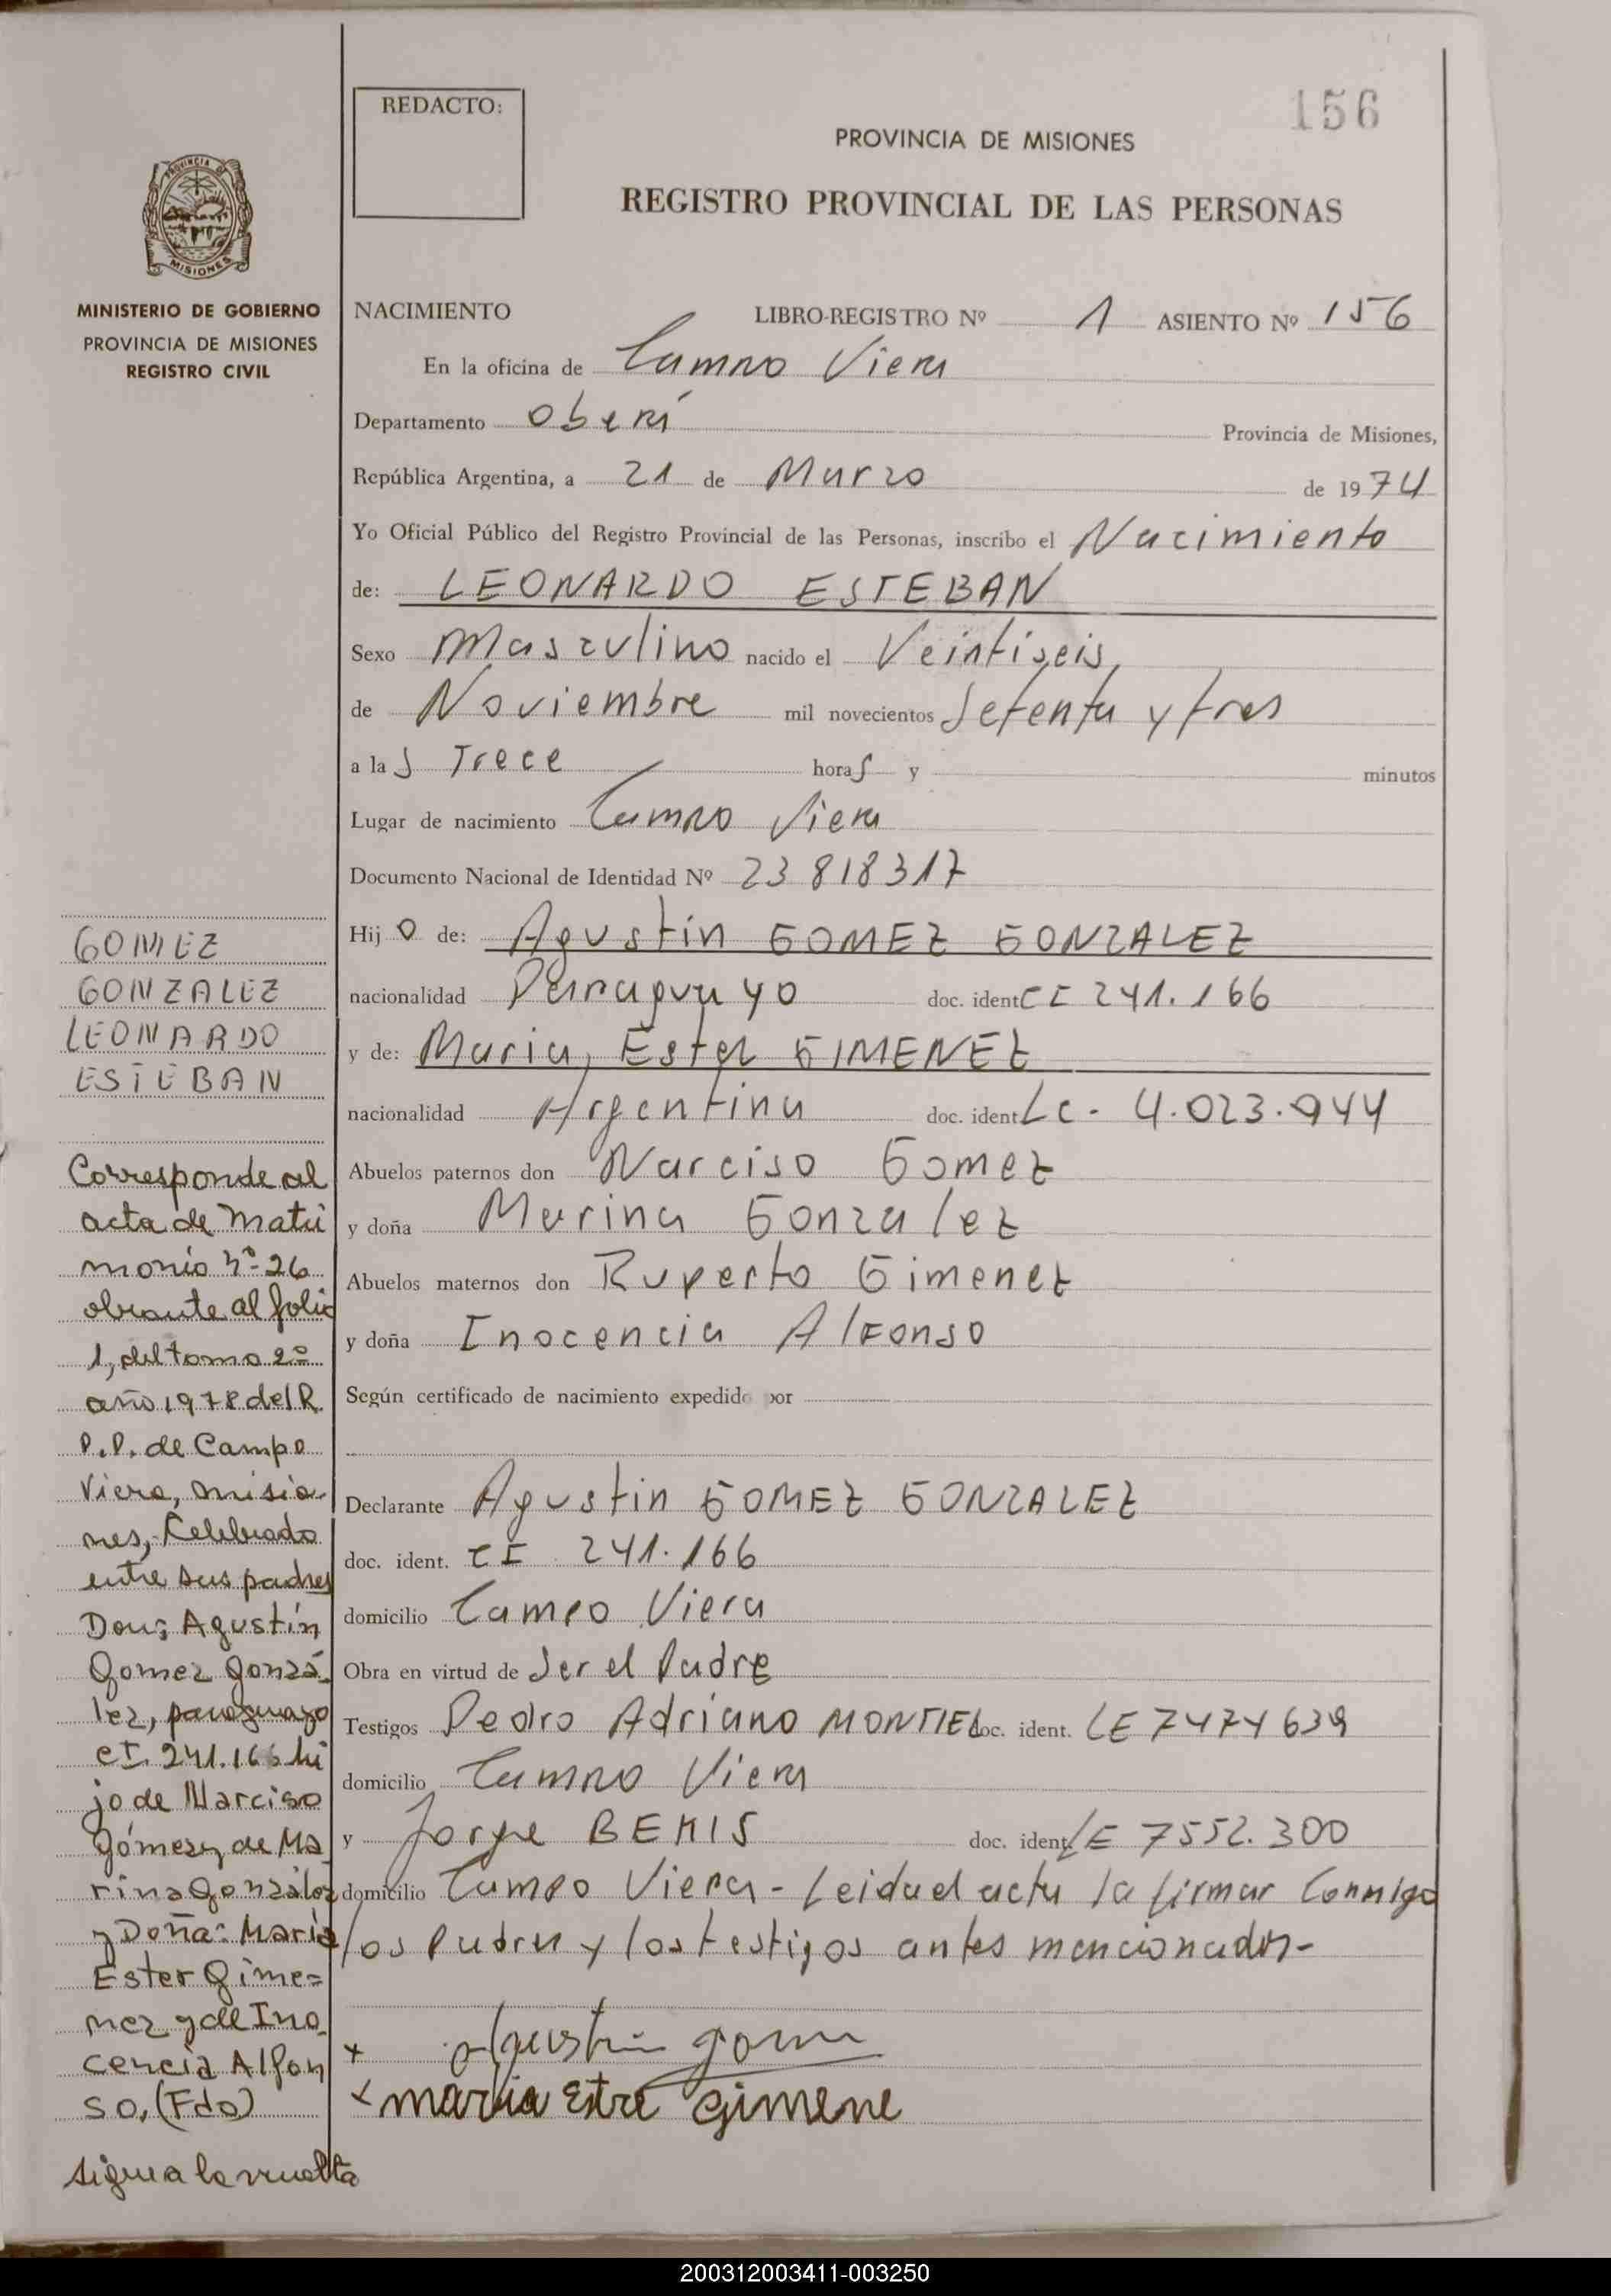 156
REDACTO:
PROVINCIA DE MISIONES
REGISTRO PROVINCIAL DE LAS PERSONAS
PROVINCIA DE
MISIONES
MINISTERIO DE GOBIERNO
PROVINCIA DE MISIONES
REGISTRO CIVIL
NACIMIENTO LIBRO-REGISTRO Nº 1 ASIENTO Nº 156
En la oficina de Campo Viera
Departamento Oberá Provincia de Misiones,
República Argentina, a 21 de Marzo de 1974
Yo Oficial Público del Registro Provincial de las Personas, inscribo el Nacimiento
de: LEONARDO ESTEBAN
Sexo Masculino nacido el Veintiseis,
de Noviembre mil novecientos Setenta y tres
a las Trece horas y minutos
Lugar de nacimiento Campo Viera
Documento Nacional de Identidad Nº 23 818317
Hijo de: Agustin GOMEZ GONZALEZ
nacionalidad Paraguayo doc. ident CI 241.166
y de: Maria, Ester GIMENEZ
nacionalidad Argentina doc. ident LC - 4.023.944
Abuelos paternos don Narciso Gomez
y doña Marina Gonzalez
Abuelos maternos don Ruperto Gimenez
y doña Inocencia Alfonso
Según certificado de nacimiento expedido por
Declarante Agustin GOMEZ GONZALEZ
doc. ident. CI 241.166
domicilio Campo Viera
Obra en virtud de Ser el Padre
Testigos Pedro Adriano MONTIEL doc. ident. LE 7474639
domicilio Campo Viera
y Jorge BEKIS doc. ident LE 7552.300
domicilio Campo Viera - Leida el acta la firmar Conmigo
los Padres y los testigos antes mencionados-
x Agustin gom
x maria Estre Gimene
GOMEZ
GONZALEZ
LEONARDO
ESTEBAN
Corresponde al
acta de Matri
monio nº 26
obrante al folio
1, del tomo 2º
año 1978 del R.
P.P. de Campo
Viera, Misio-
nes, Celebrado
entre sus padres
Don; Agustín
Gomez Gonzá-
lez, paraguayo
CI. 241.166 hi
jo de Narciso
Gómez y de Ma
rina González
y Doña: María
Ester Gime=
nez y de Ino
cencia Alfon
so. (Fdo)
sigue a la vuelta
200312003411-003250